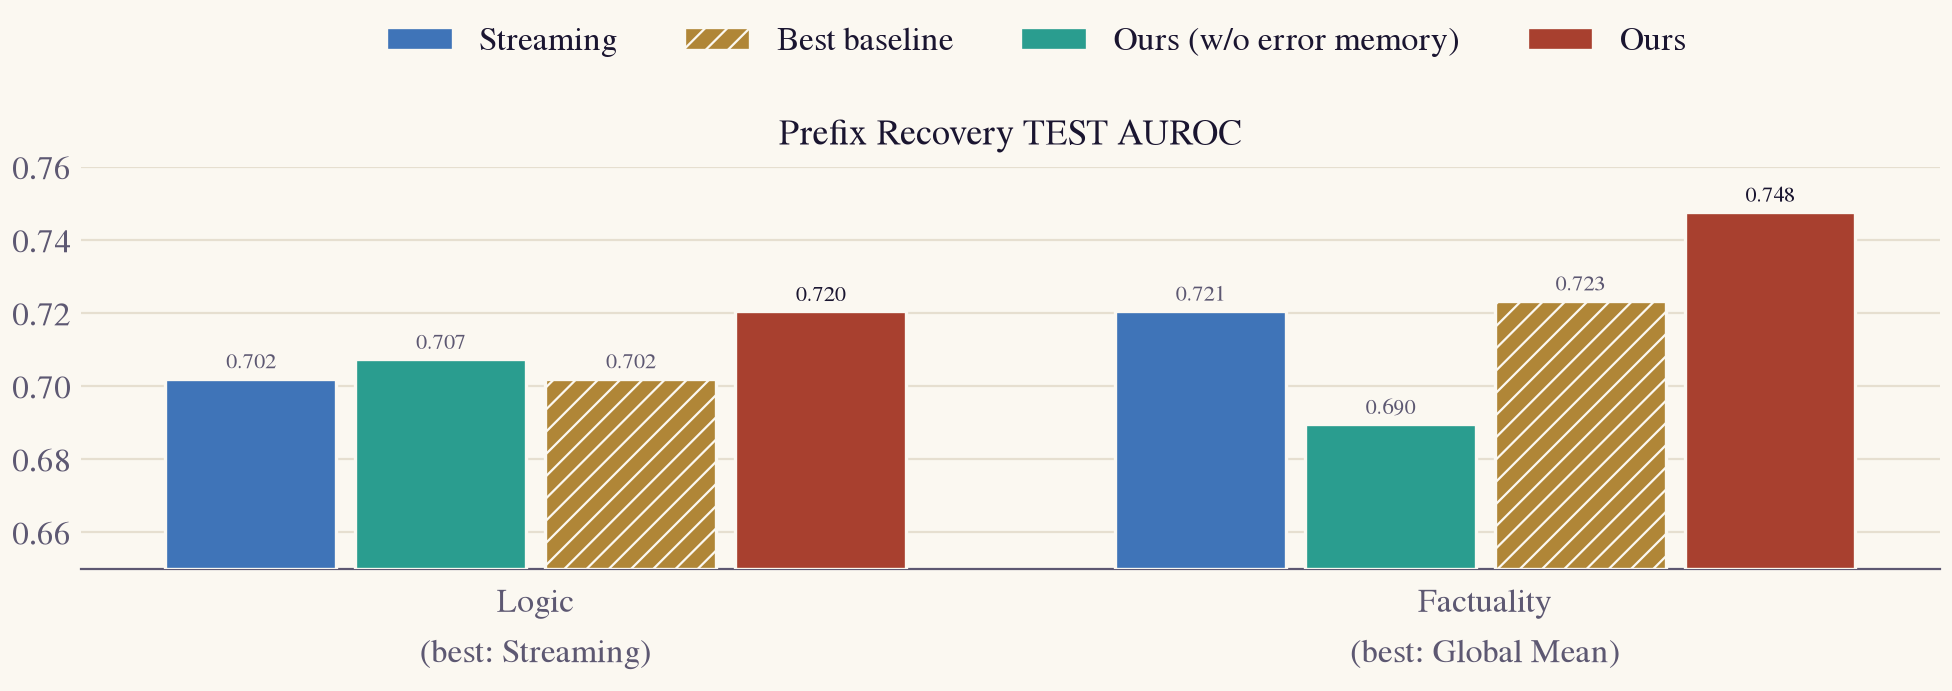 Streaming Best baseline Ours (w/o error memory) Ours
Prefix Recovery TEST AUROC
0.76
0.74
0.72
0.70
0.68
0.66
0.702
0.707
0.702
0.720
0.721
0.690
0.723
0.748
Logic
(best: Streaming)
Factuality
(best: Global Mean)